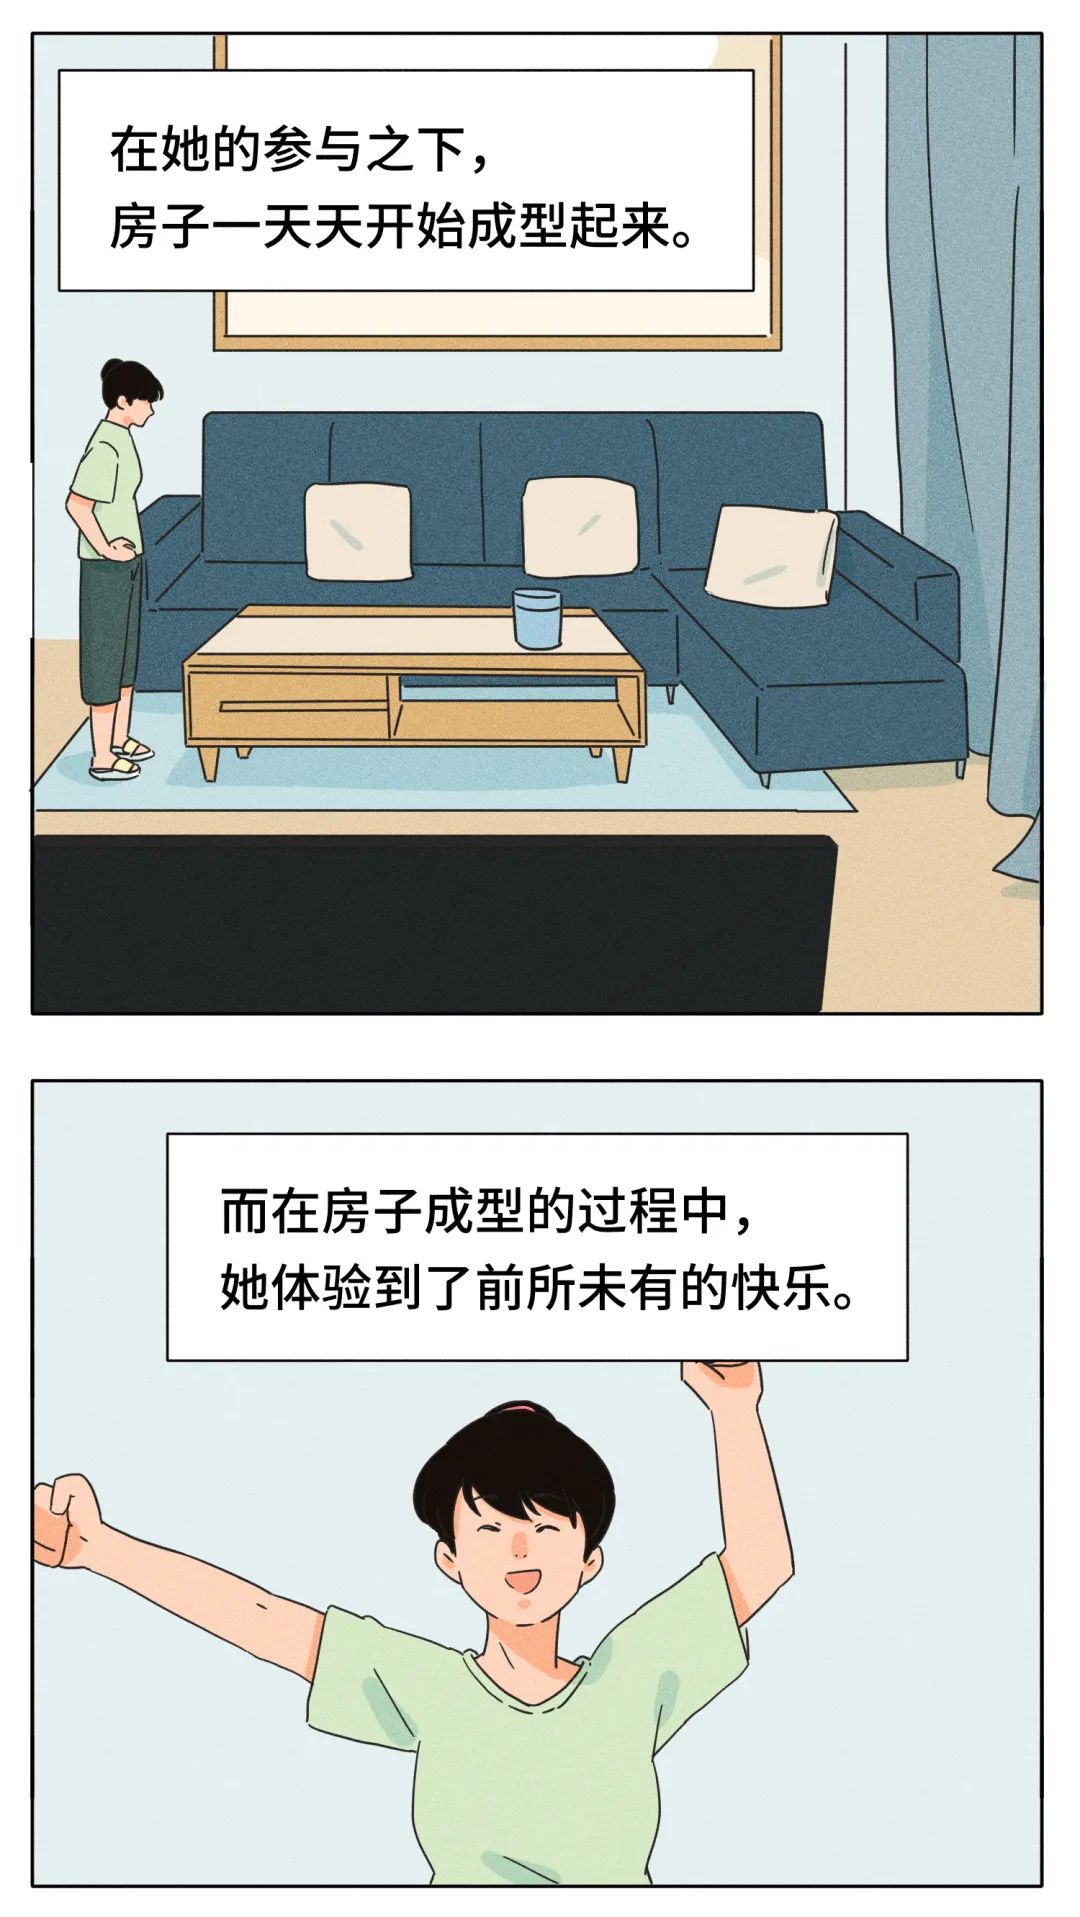 在她的参与之下，
房子一天天开始成型起来。
而在房子成型的过程中，
她体验到了前所未有的快乐。